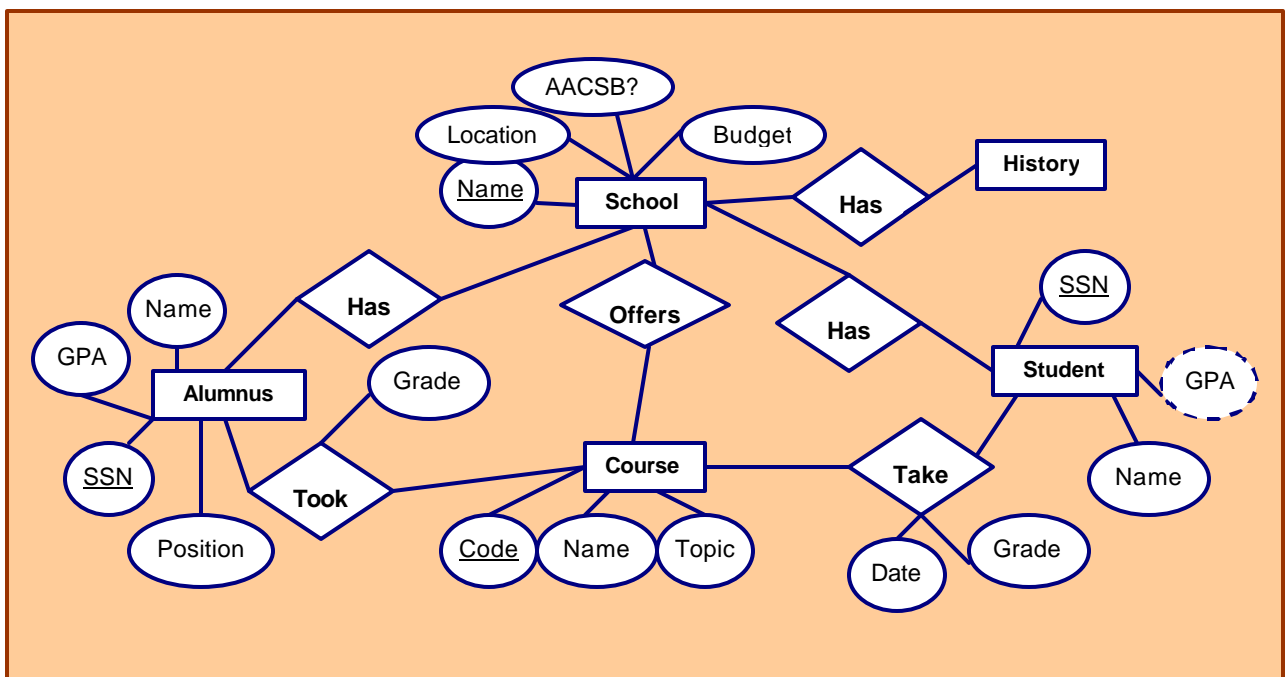 AACSB?
Location
Budget
Name
School
Has
History
Has
Offers
Has
SSN
Name
GPA
Alumnus
Grade
Student
GPA
SSN
Took
Course
Take
Name
Position
Code
Name
Topic
Date
Grade